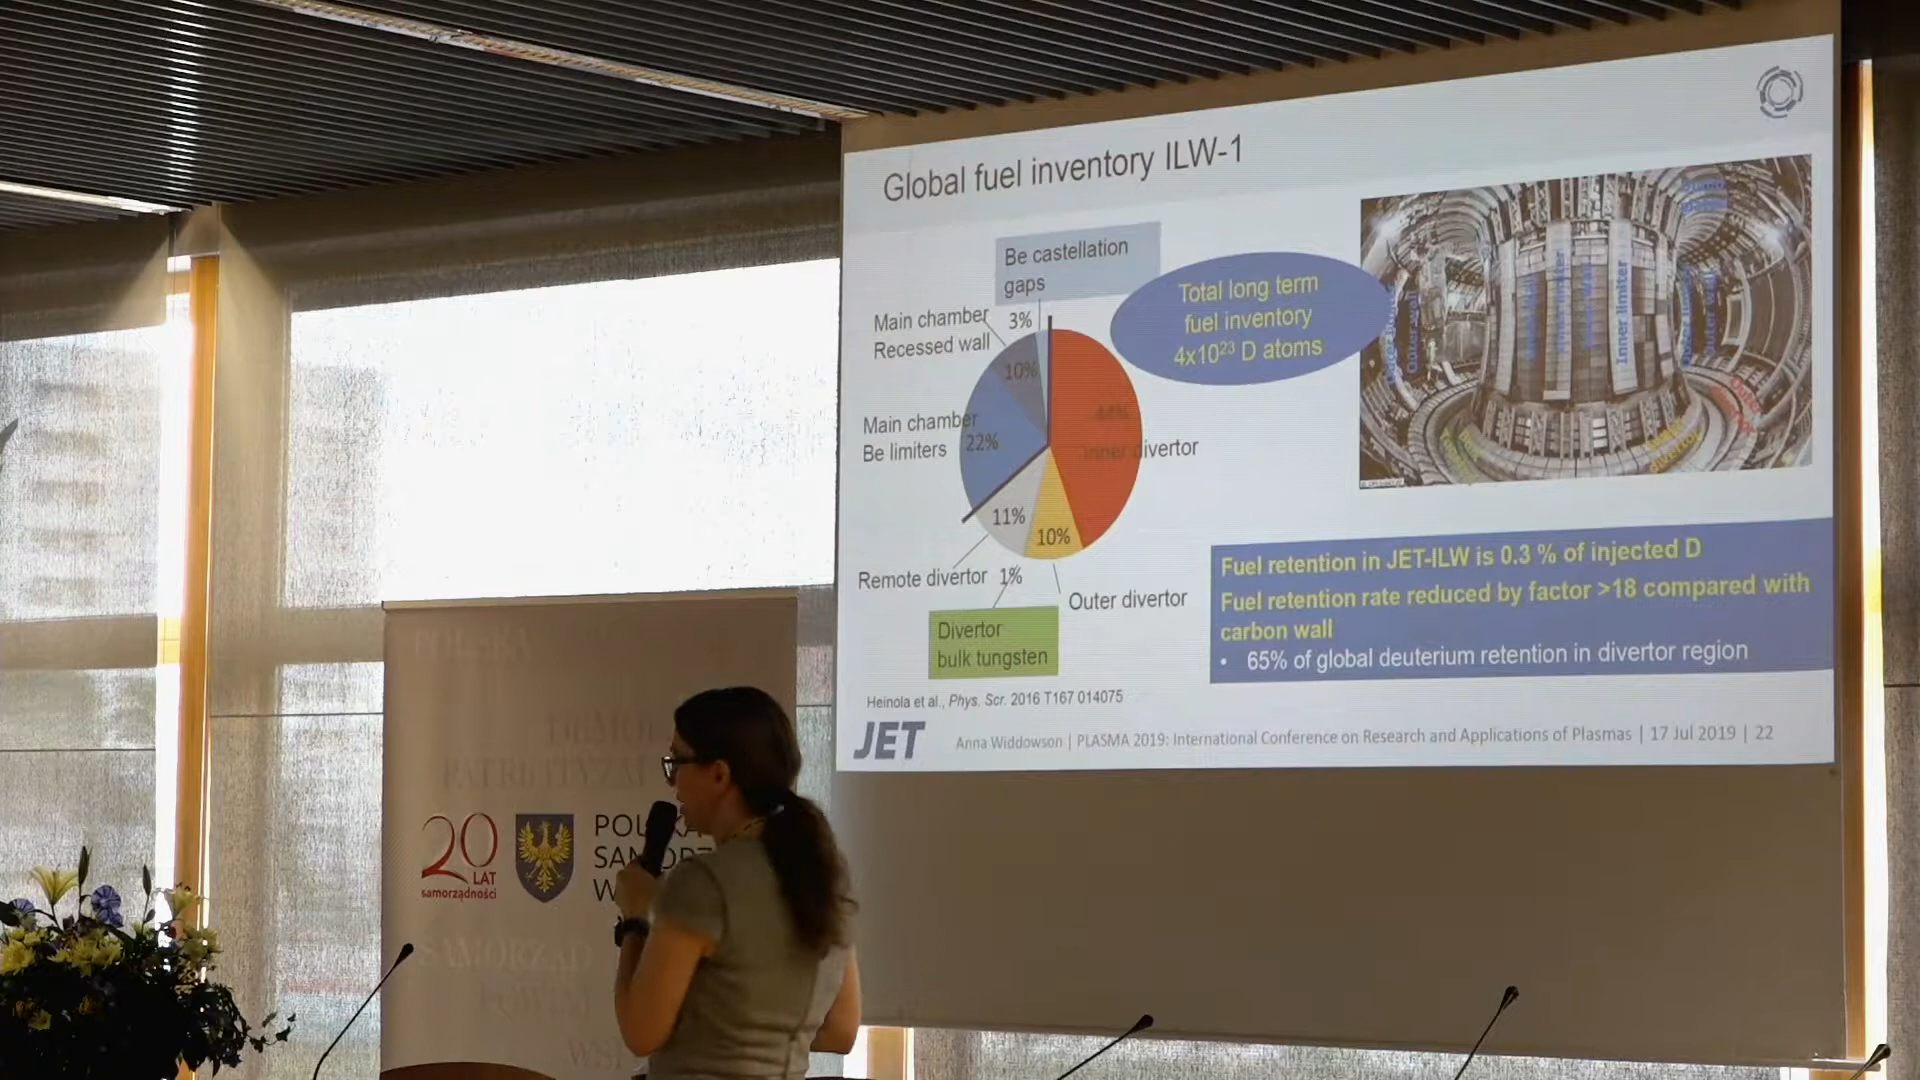 Global fuel inventory ILW-1
Be castellation
gaps
Main chamber
Recessed wall
3%
10%
Main chamber
Be limiters
22%
44%
Inner divertor
11%
10%
Remote divertor
1%
Outer divertor
Divertor
bulk tungsten
Total long term
fuel inventory
4x10²³ D atoms
Inner limiter
divertor
Fuel retention in JET-ILW is 0.3 % of injected D
Fuel retention rate reduced by factor >18 compared with
carbon wall
• 65% of global deuterium retention in divertor region
Heinola et al., Phys. Scr. 2016 T167 014075
JET
Anna Widdowson | PLASMA 2019: International Conference on Research and Applications of Plasmas | 17 Jul 2019 | 22
20
LAT
samorządności